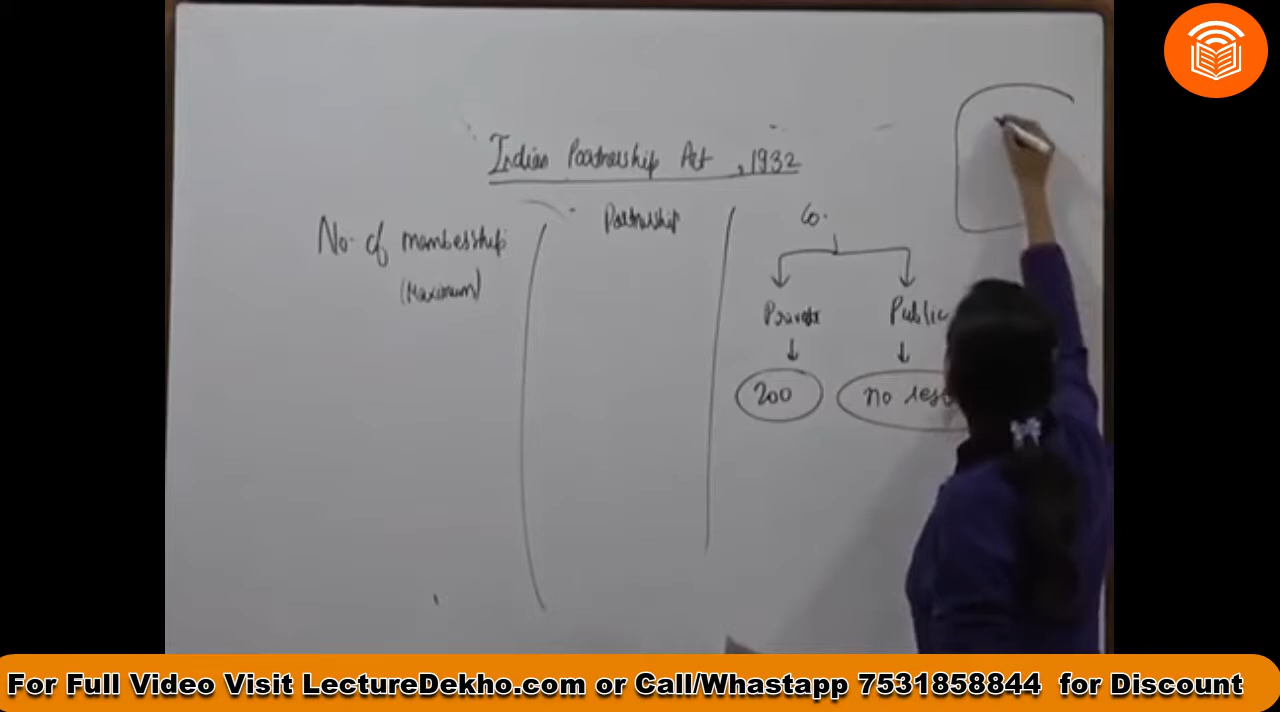 Indian Partnership Act, 1932
No. of membership
(Maximum)
Partnership
Co.
Private
Public
200
no rest
For Full Video Visit LectureDekho.com or Call/Whastapp 7531858844 for Discount